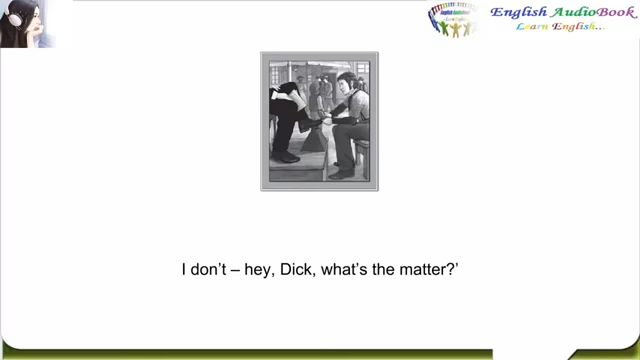 English AudioBook
Learn English...
I don't – hey, Dick, what's the matter?'